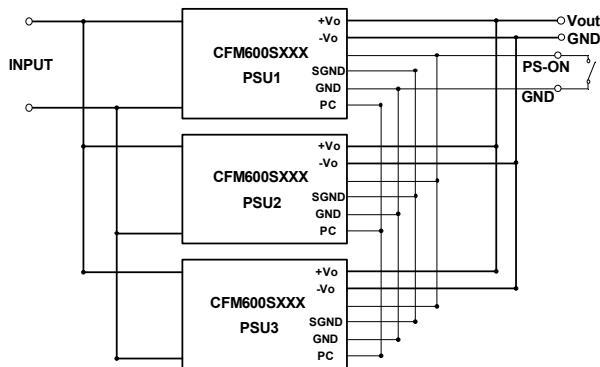 INPUT
CFM600SXXX
PSU1
+Vo
-Vo
SGND
GND
PC
Vout
GND
PS-ON
GND
CFM600SXXX
PSU2
+Vo
-Vo
SGND
GND
PC
CFM600SXXX
PSU3
+Vo
-Vo
SGND
GND
PC